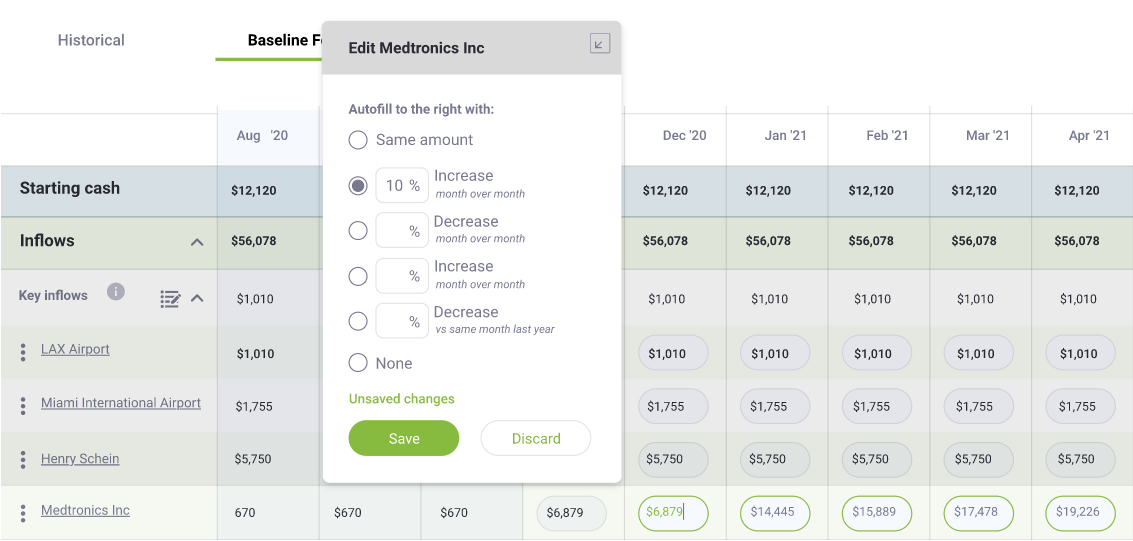 Historical
Baseline F
Edit Medtronics Inc
Autofill to the right with:
Same amount
10 % Increase
month over month
% Decrease
month over month
% Increase
month over month
% Decrease
vs same month last year
None
Unsaved changes
Save Discard
Aug '20 Dec '20 Jan '21 Feb '21 Mar '21 Apr '21
Starting cash $12,120 $12,120 $12,120 $12,120 $12,120 $12,120
Inflows $56,078 $56,078 $56,078 $56,078 $56,078 $56,078
Key inflows i $1,010 $1,010 $1,010 $1,010 $1,010 $1,010
LAX Airport $1,010 $1,010 $1,010 $1,010 $1,010 $1,010
Miami International Airport $1,755 $1,755 $1,755 $1,755 $1,755 $1,755
Henry Schein $5,750 $5,750 $5,750 $5,750 $5,750 $5,750
Medtronics Inc 670 $670 $670 $6,879 $6,879 $14,445 $15,889 $17,478 $19,226